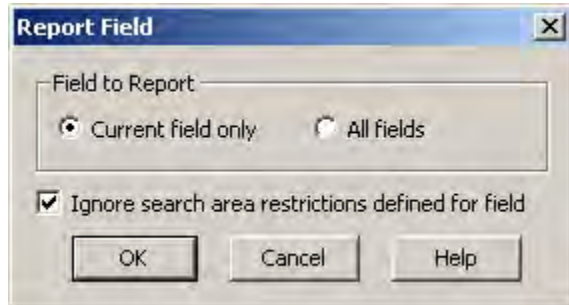 Report Field
Field to Report
Current field only All fields
Ignore search area restrictions defined for field
OK Cancel Help